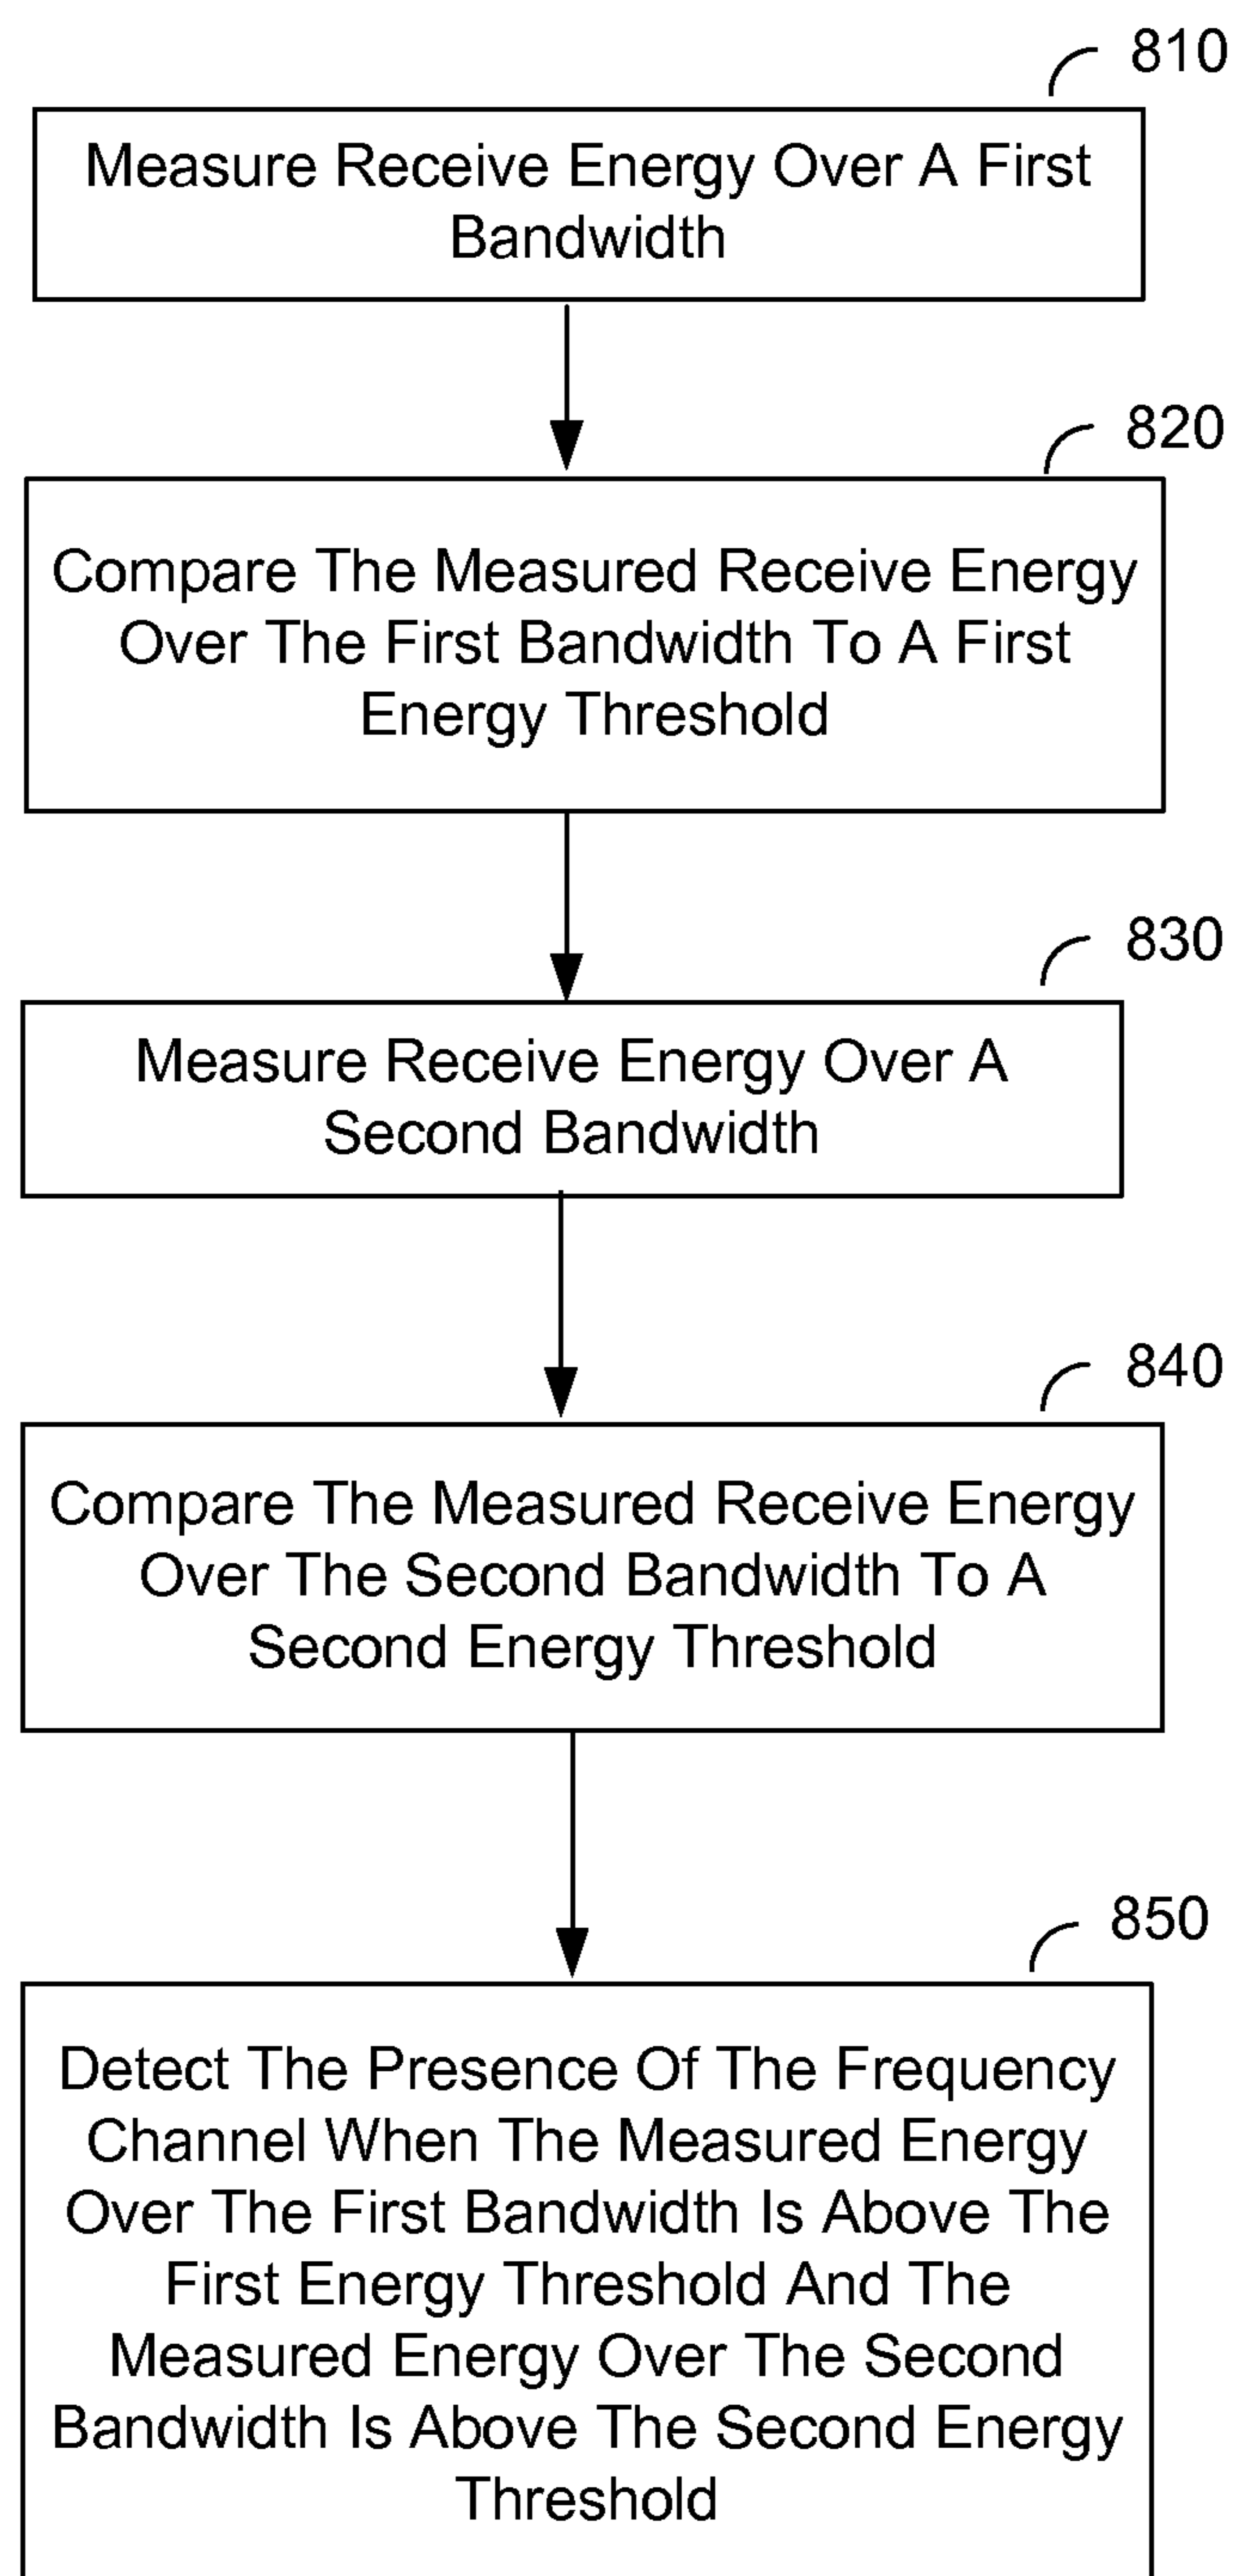 810
Measure Receive Energy Over A First
Bandwidth
820
Compare The Measured Receive Energy
Over The First Bandwidth To A First
Energy Threshold
830
Measure Receive Energy Over A
Second Bandwidth
840
Compare The Measured Receive Energy
Over The Second Bandwidth To A
Second Energy Threshold
850
Detect The Presence Of The Frequency
Channel When The Measured Energy
Over The First Bandwidth Is Above The
First Energy Threshold And The
Measured Energy Over The Second
Bandwidth Is Above The Second Energy
Threshold